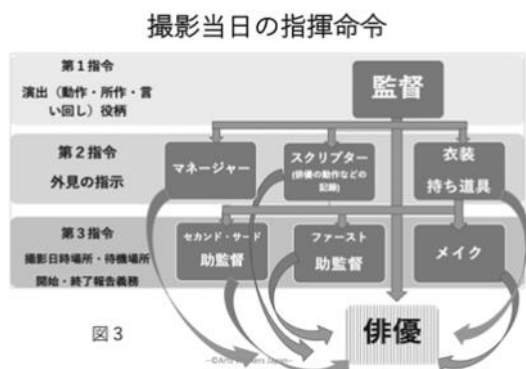 撮影当日の指揮命令
第1指令
演出（動作・所作・言
い回し）役柄
監督
第2指令
外見の指示
マネージャー
スクリプター
(俳優の動作などの
記録)
衣装
持ち道具
第3指令
撮影日時場所・待機場所
開始・終了報告義務
セカンド・サード
助監督
ファースト
助監督
メイク
図3
俳優
©Arts Workers Japan